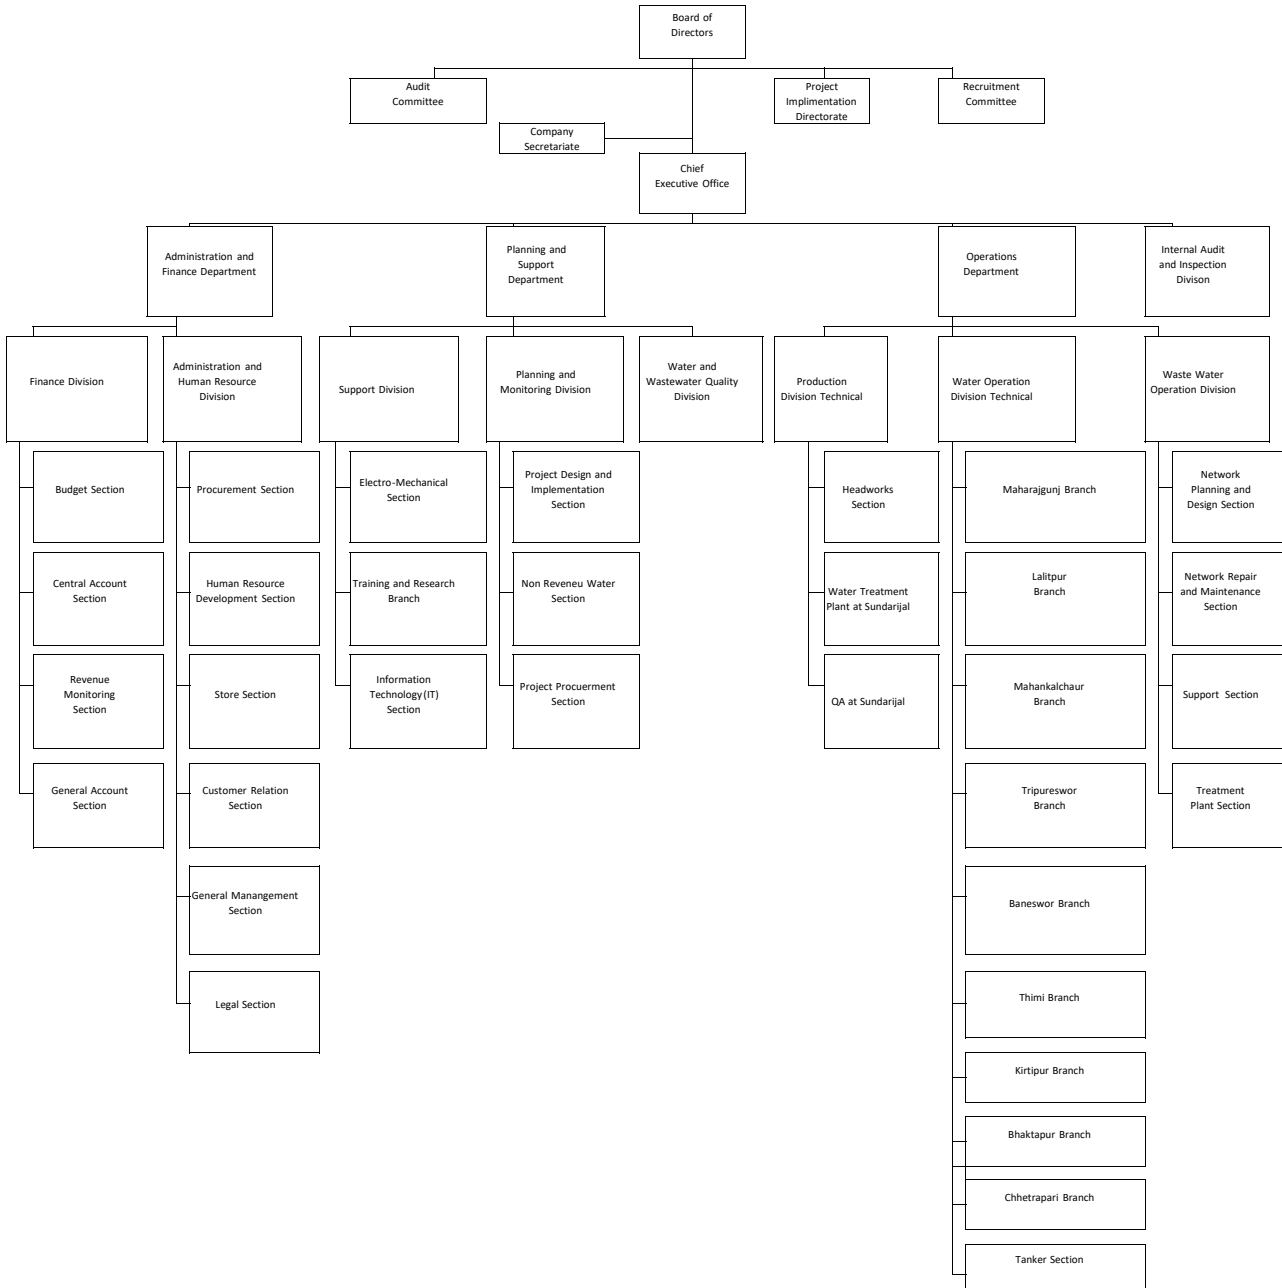 Board of
Directors
Audit
Committee
Project
Implimentation
Directorate
Recruitment
Committee
Company
Secretariate
Chief
Executive Office
Administration and
Finance Department
Planning and
Support
Department
Operations
Department
Internal Audit
and Inspection
Divison
Finance Division
Administration and
Human Resource
Division
Support Division
Planning and
Monitoring Division
Water and
Wastewater Quality
Division
Production
Division Technical
Water Operation
Division Technical
Waste Water
Operation Division
Budget Section
Procurement Section
Electro-Mechanical
Section
Project Design and
Implementation
Section
Headworks
Section
Maharajgunj Branch
Network
Planning and
Design Section
Central Account
Section
Human Resource
Development Section
Training and Research
Branch
Non Reveneu Water
Section
Water Treatment
Plant at Sundarijal
Lalitpur
Branch
Network Repair
and Maintenance
Section
Revenue
Monitoring
Section
Store Section
Information
Technology(IT)
Section
Project Procuerment
Section
QA at Sundarijal
Mahankalchaur
Branch
Support Section
General Account
Section
Customer Relation
Section
Tripureswor
Branch
Treatment
Plant Section
General Manangement
Section
Baneswor Branch
Legal Section
Thimi Branch
Kirtipur Branch
Bhaktapur Branch
Chhetrapari Branch
Tanker Section